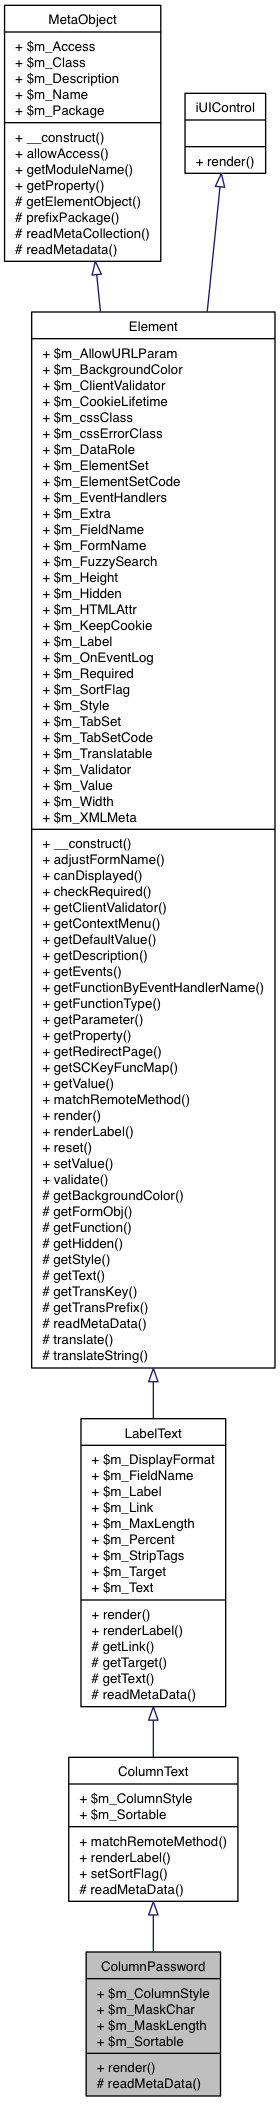 MetaObject
+ $m_Access
+ $m_Class
+ $m_Description
+ $m_Name
+ $m_Package
+ __construct()
+ allowAccess()
+ getModuleName()
+ getProperty()
# getElementObject()
# prefixPackage()
# readMetaCollection()
# readMetadata()
iUIControl
+ render()
Element
+ $m_AllowURLParam
+ $m_BackgroundColor
+ $m_ClientValidator
+ $m_CookieLifetime
+ $m_cssClass
+ $m_cssErrorClass
+ $m_DataRole
+ $m_ElementSet
+ $m_ElementSetCode
+ $m_EventHandlers
+ $m_Extra
+ $m_FieldName
+ $m_FormName
+ $m_FuzzySearch
+ $m_Height
+ $m_Hidden
+ $m_HTMLAttr
+ $m_KeepCookie
+ $m_Label
+ $m_OnEventLog
+ $m_Required
+ $m_SortFlag
+ $m_Style
+ $m_TabSet
+ $m_TabSetCode
+ $m_Translatable
+ $m_Validator
+ $m_Value
+ $m_Width
+ $m_XMLMeta
+ __construct()
+ adjustFormName()
+ canDisplayed()
+ checkRequired()
+ getClientValidator()
+ getContextMenu()
+ getDefaultValue()
+ getDescription()
+ getEvents()
+ getFunctionByEventHandlerName()
+ getFunctionType()
+ getParameter()
+ getProperty()
+ getRedirectPage()
+ getSCKeyFuncMap()
+ getValue()
+ matchRemoteMethod()
+ render()
+ renderLabel()
+ reset()
+ setValue()
+ validate()
# getBackgroundColor()
# getFormObj()
# getFunction()
# getHidden()
# getStyle()
# getText()
# getTransKey()
# getTransPrefix()
# readMetaData()
# translate()
# translateString()
LabelText
+ $m_DisplayFormat
+ $m_FieldName
+ $m_Label
+ $m_Link
+ $m_MaxLength
+ $m_Percent
+ $m_StripTags
+ $m_Target
+ $m_Text
+ render()
+ renderLabel()
# getLink()
# getTarget()
# getText()
# readMetaData()
ColumnText
+ $m_ColumnStyle
+ $m_Sortable
+ matchRemoteMethod()
+ renderLabel()
+ setSortFlag()
# readMetaData()
ColumnPassword
+ $m_ColumnStyle
+ $m_MaskChar
+ $m_MaskLength
+ $m_Sortable
+ render()
# readMetaData()